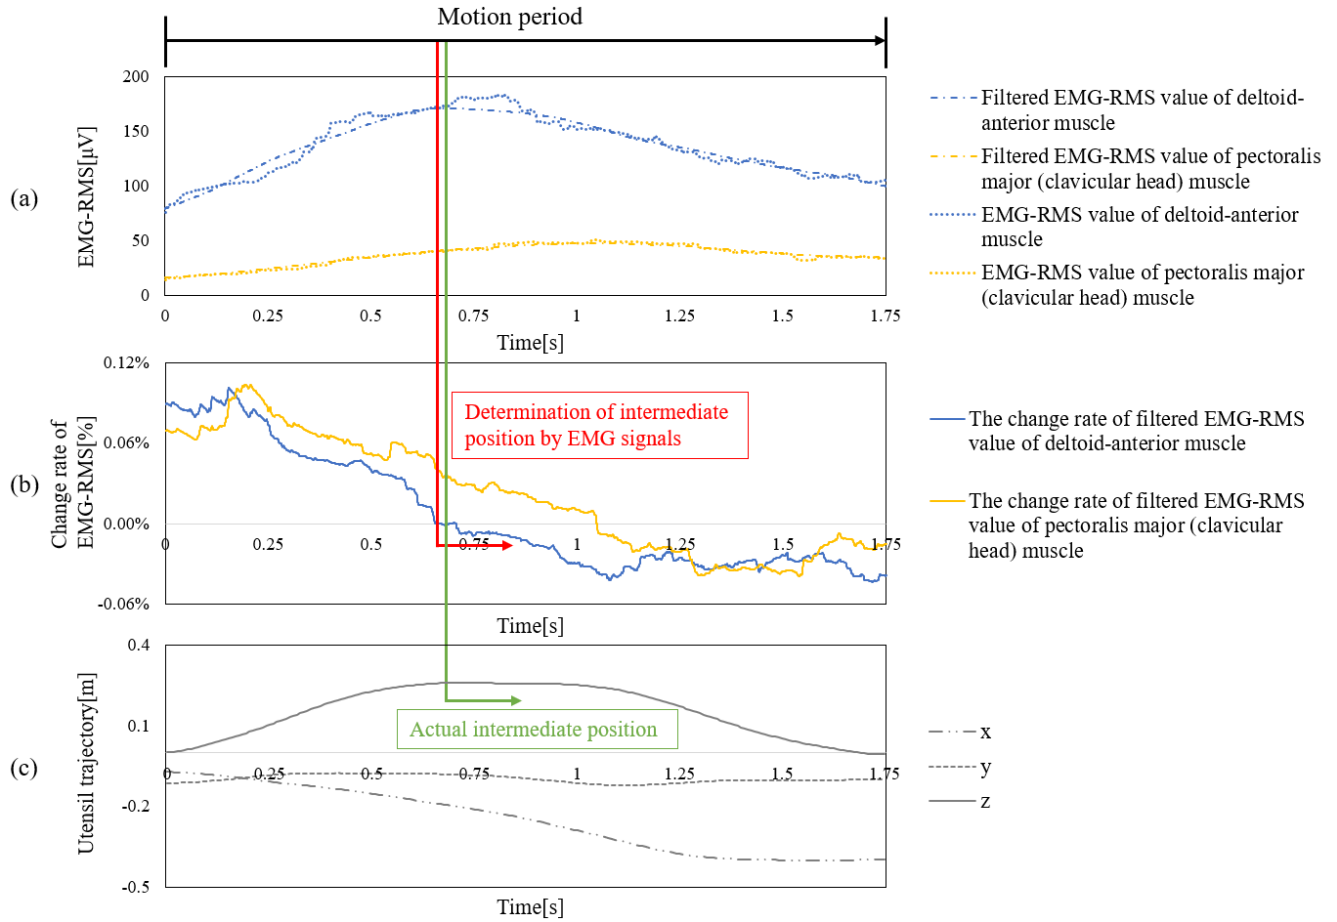 Motion period
(a)
EMG-RMS[μV]
200
150
100
50
0
0
0.25
0.5
0.75
1
1.25
1.5
1.75
Time[s]
Filtered EMG-RMS value of deltoid-
anterior muscle
Filtered EMG-RMS value of pectoralis
major (clavicular head) muscle
EMG-RMS value of deltoid-anterior
muscle
EMG-RMS value of pectoralis major
(clavicular head) muscle
(b)
Change rate of
EMG-RMS[%]
0.12%
0.06%
0.00%
-0.06%
0
0.25
0.5
0.75
1
1.25
1.5
1.75
Time[s]
Determination of intermediate
position by EMG signals
The change rate of filtered EMG-RMS
value of deltoid-anterior muscle
The change rate of filtered EMG-RMS
value of pectoralis major (clavicular
head) muscle
(c)
Utensil trajectory[m]
0.4
0.1
-0.2
-0.5
0
0.25
0.5
0.75
1
1.25
1.5
1.75
Time[s]
Actual intermediate position
x
y
z